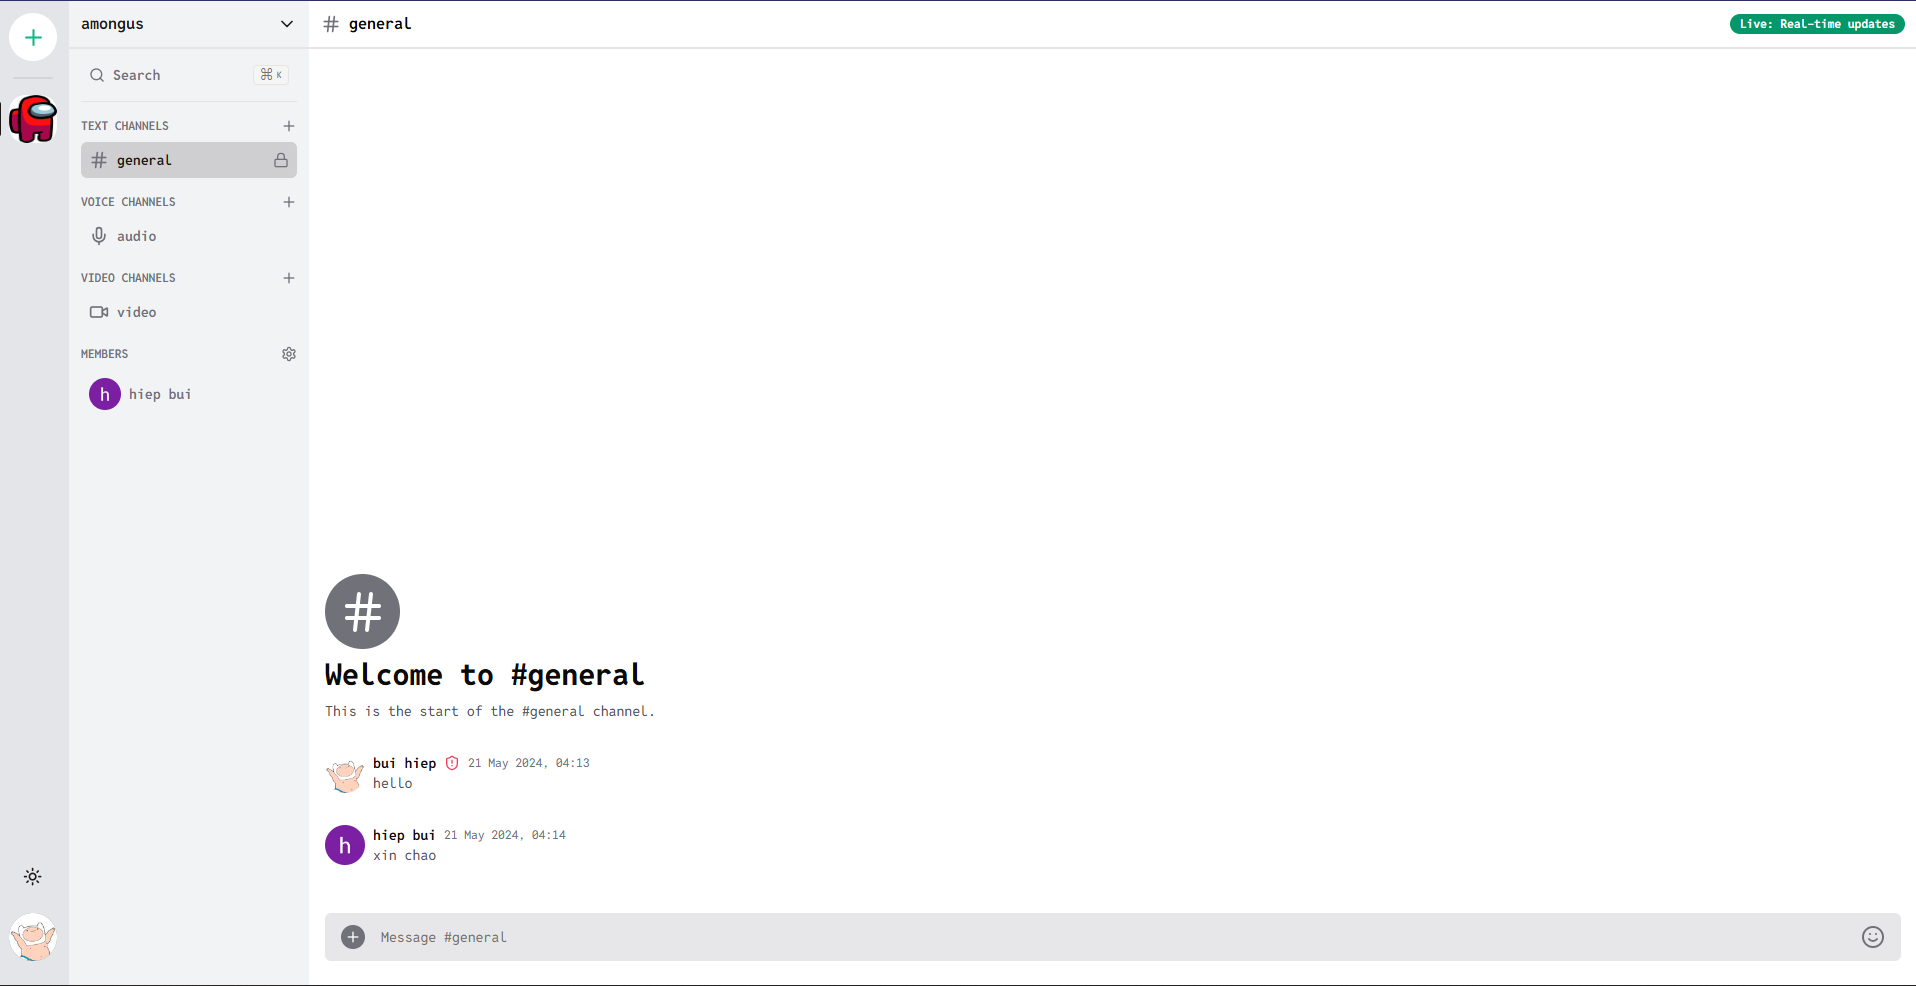 amongus
Search
⌘ K
TEXT CHANNELS
general
VOICE CHANNELS
audio
VIDEO CHANNELS
video
MEMBERS
h
hiep bui
# general
Live: Real-time updates
#
Welcome to #general
This is the start of the #general channel.
bui hiep 21 May 2024, 04:13
hello
h
hiep bui 21 May 2024, 04:14
xin chao
Message #general